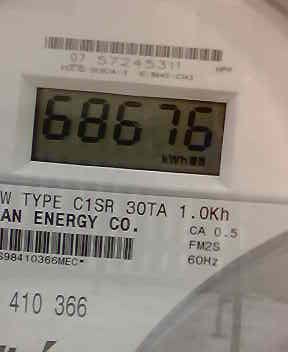 07 57245311
68676
kWh
W TYPE C1SR 30TA 1.0Kh
AN ENERGY CO.
CA 0.5
FM2S
S98410366MEC*
60Hz
410 366